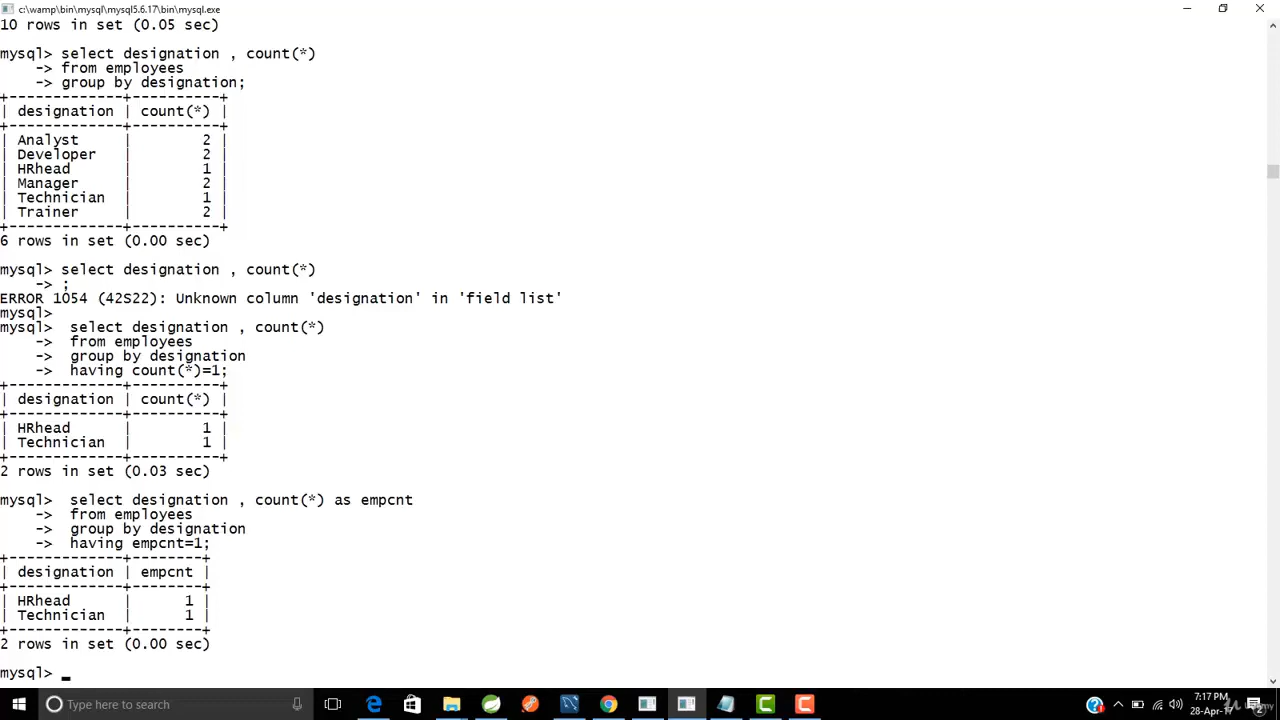 c:\wamp\bin\mysql\mysql5.6.17\bin\mysql.exe
10 rows in set (0.05 sec)
mysql> select designation , count(*)
    -> from employees
    -> group by designation;
+-------------+----------+
| designation | count(*) |
+-------------+----------+
| Analyst     |        2 |
| Developer   |        2 |
| HRhead      |        1 |
| Manager     |        2 |
| Technician  |        1 |
| Trainer     |        2 |
+-------------+----------+
6 rows in set (0.00 sec)
mysql> select designation , count(*)
    -> ;
ERROR 1054 (42S22): Unknown column 'designation' in 'field list'
mysql>
mysql>  select designation , count(*)
    ->  from employees
    ->  group by designation
    ->  having count(*)=1;
+-------------+----------+
| designation | count(*) |
+-------------+----------+
| HRhead      |        1 |
| Technician  |        1 |
+-------------+----------+
2 rows in set (0.03 sec)
mysql>  select designation , count(*) as empcnt
    ->  from employees
    ->  group by designation
    ->  having empcnt=1;
+-------------+--------+
| designation | empcnt |
+-------------+--------+
| HRhead      |      1 |
| Technician  |      1 |
+-------------+--------+
2 rows in set (0.00 sec)
mysql> _
Type here to search
7:17 PM
28-Apr-